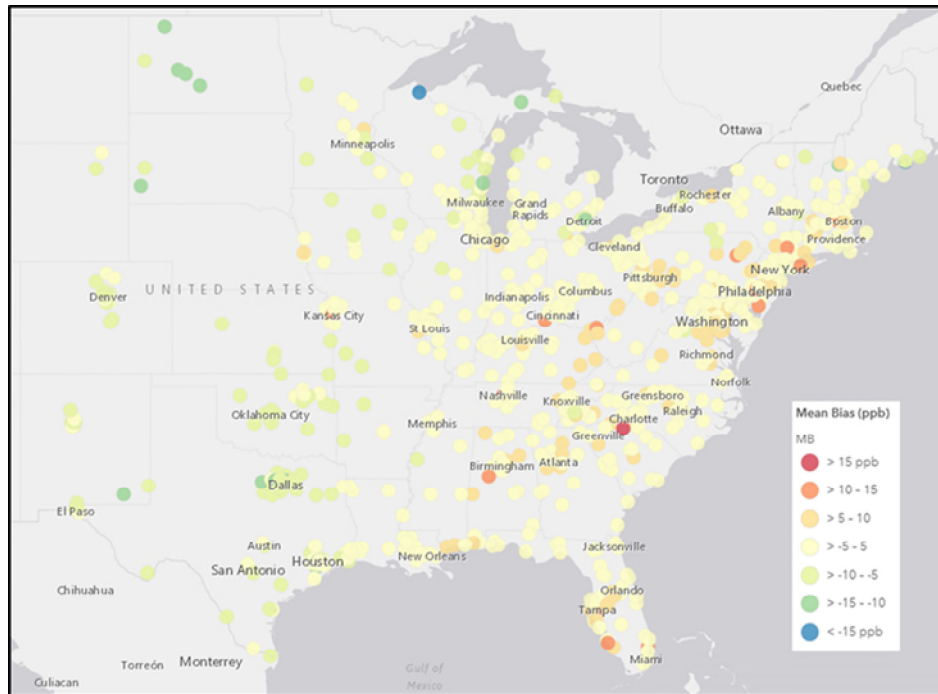 Quebec
Ottawa
Minneapolis
Toronto
Rochester
Buffalo
Albany
Boston
Providence
Milwaukee
Grand
Rapids
Detroit
Chicago
Cleveland
New York
Pittsburgh
Philadelphia
Denver
UNITED STATES
Indianapolis
Columbus
Kansas City
St Louis
Cincinnati
Washington
Louisville
Richmond
Norfolk
Nashville
Knoxville
Greensboro
Raleigh
Oklahoma City
Memphis
Charlotte
Greenville
Birmingham
Atlanta
Dallas
El Paso
Austin
Houston
San Antonio
New Orleans
Jacksonville
Chihuahua
Orlando
Tampa
Miami
Torreón
Monterrey
Gulf of
Mexico
Culiacan
Mean Bias (ppb)
MB
> 15 ppb
> 10 - 15
> 5 - 10
> -5 - 5
> -10 - -5
> -15 - -10
< -15 ppb